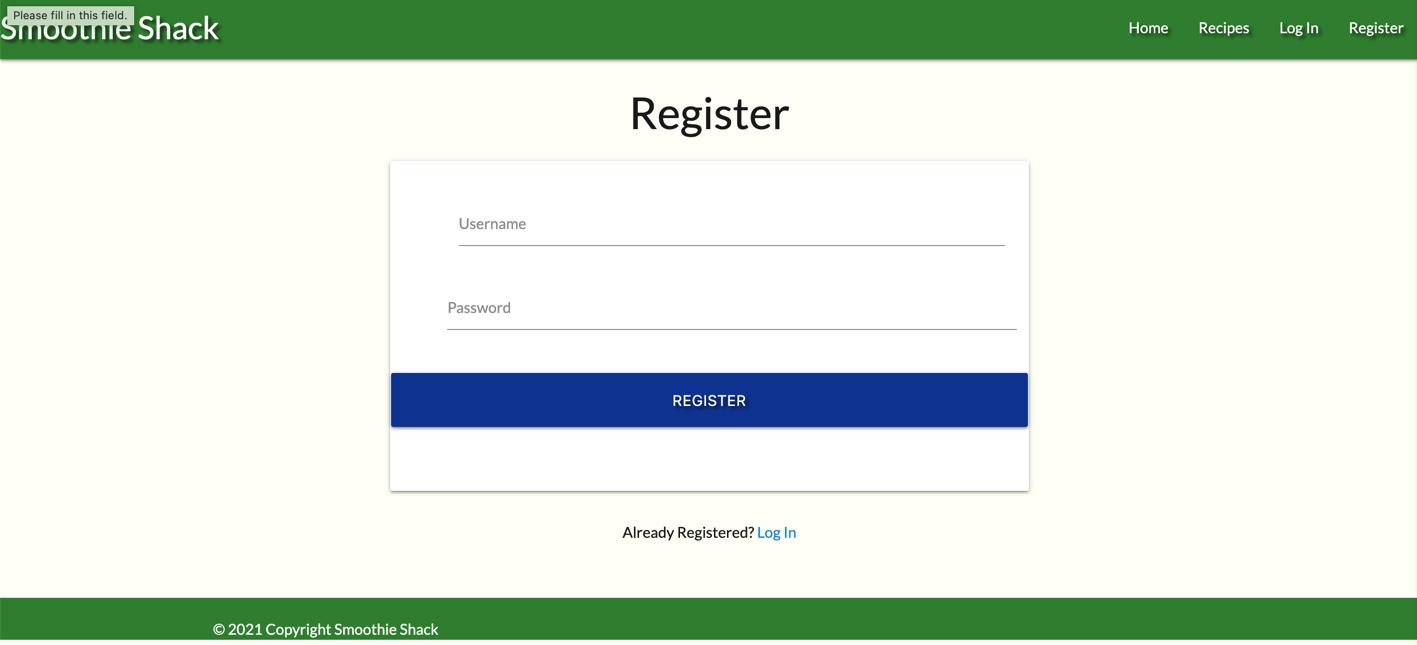 Please fill in this field.
Smoothie Shack
Home Recipes Log In Register
Register
Username
Password
REGISTER
Already Registered? Log In
© 2021 Copyright Smoothie Shack